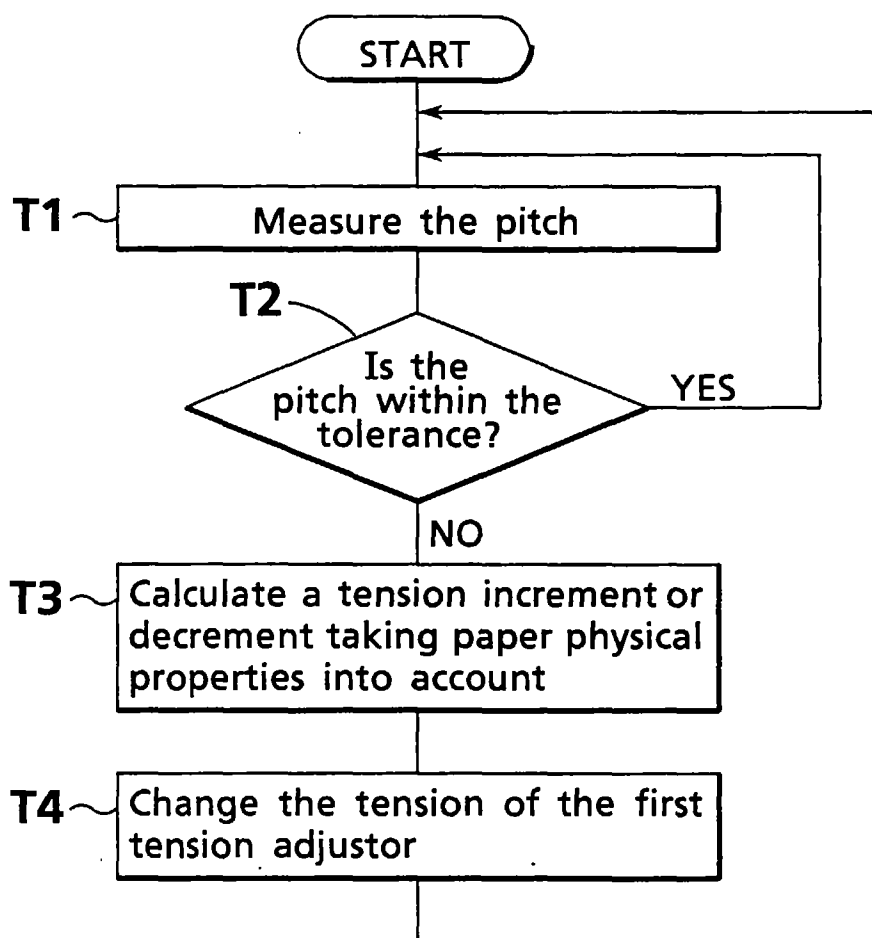 START
T1
Measure the pitch
T2
Is the
pitch within the
tolerance?
YES
NO
T3
Calculate a tension increment or
decrement taking paper physical
properties into account
T4
Change the tension of the first
tension adjustor